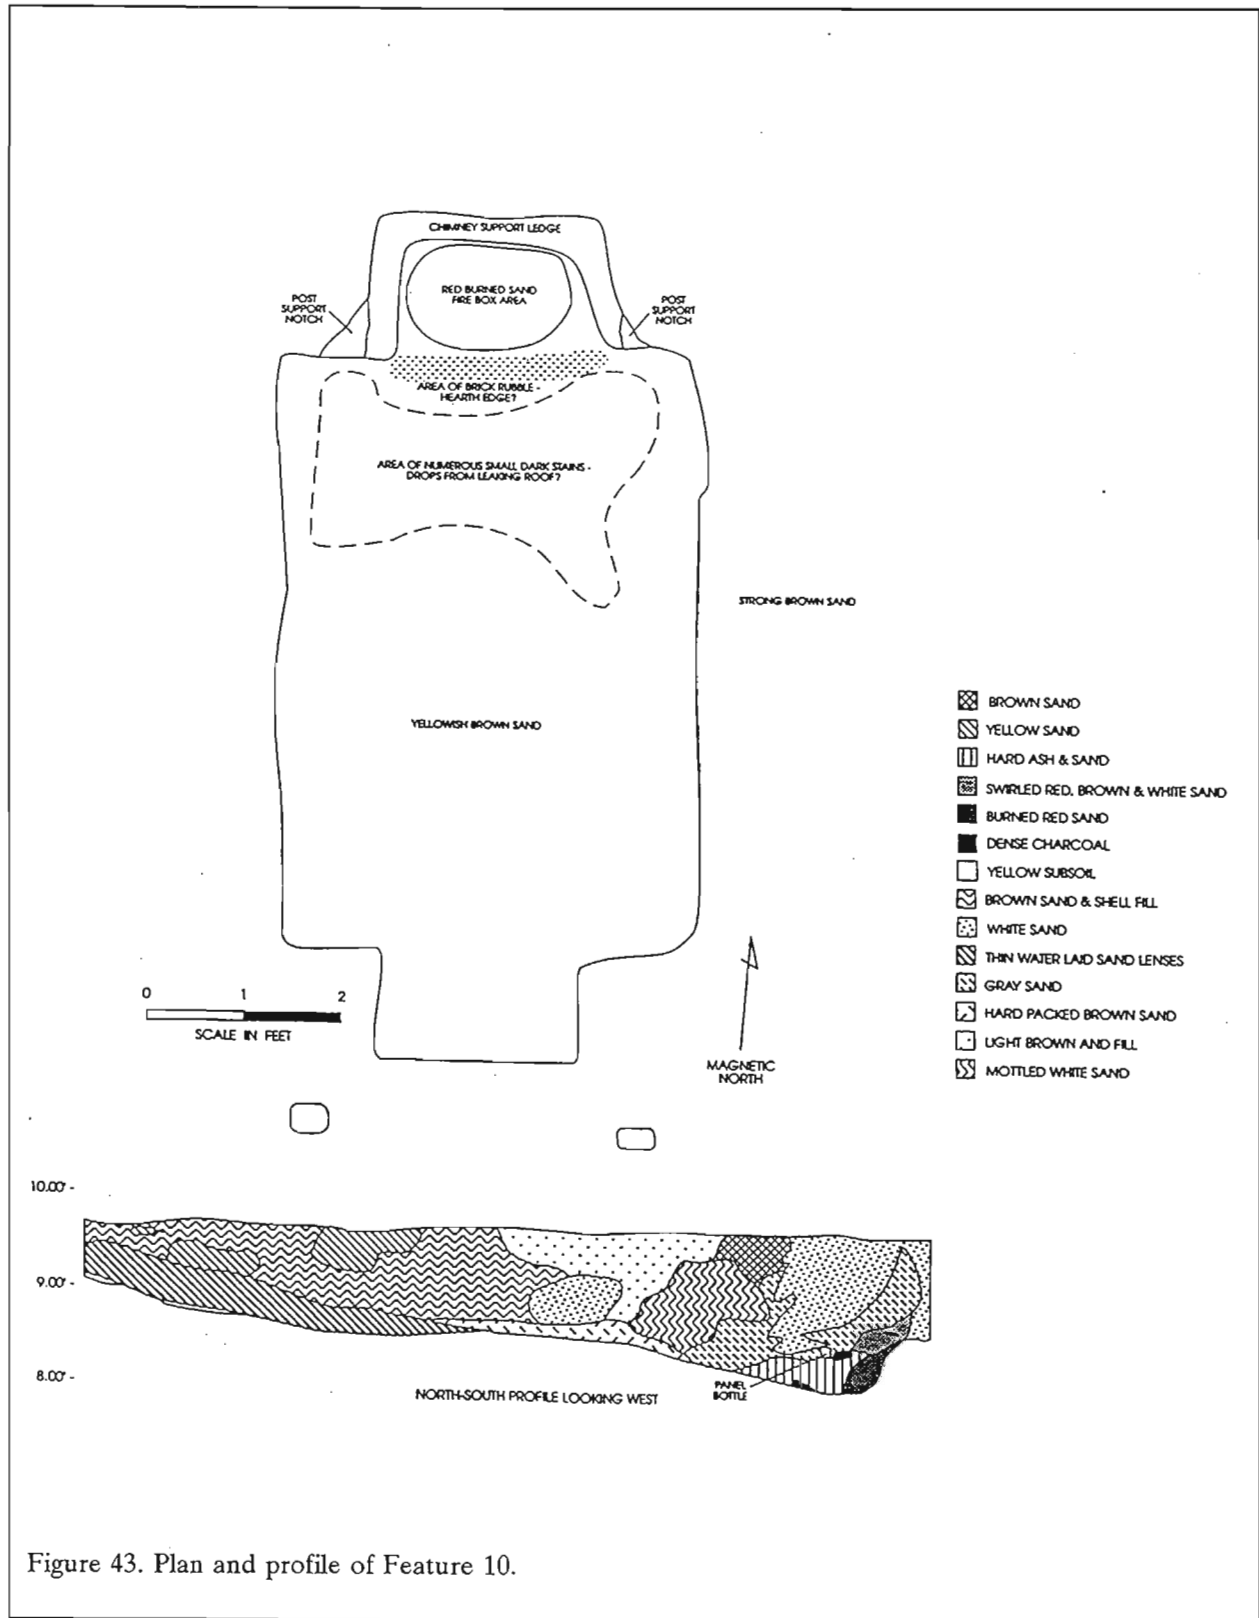 CHIMNEY SUPPORT LEDGE
RED BURNED SAND
FIRE BOX AREA
POST
SUPPORT
NOTCH
POST
SUPPORT
NOTCH
AREA OF BRICK RUBBLE -
HEARTH EDGE?
AREA OF NUMEROUS SMALL DARK STAINS -
DROPS FROM LEAKING ROOF?
STRONG BROWN SAND
YELLOWISH BROWN SAND
BROWN SAND
YELLOW SAND
HARD ASH & SAND
SWIRLED RED, BROWN & WHITE SAND
BURNED RED SAND
DENSE CHARCOAL
YELLOW SUBSOIL
BROWN SAND & SHELL FILL
WHITE SAND
THIN WATER LAID SAND LENSES
GRAY SAND
HARD PACKED BROWN SAND
LIGHT BROWN AND FILL
MOTTLED WHITE SAND
0 1 2
SCALE IN FEET
MAGNETIC
NORTH
10.00' -
9.00' -
8.00' -
PANEL
BOTTLE
NORTH-SOUTH PROFILE LOOKING WEST
Figure 43. Plan and profile of Feature 10.